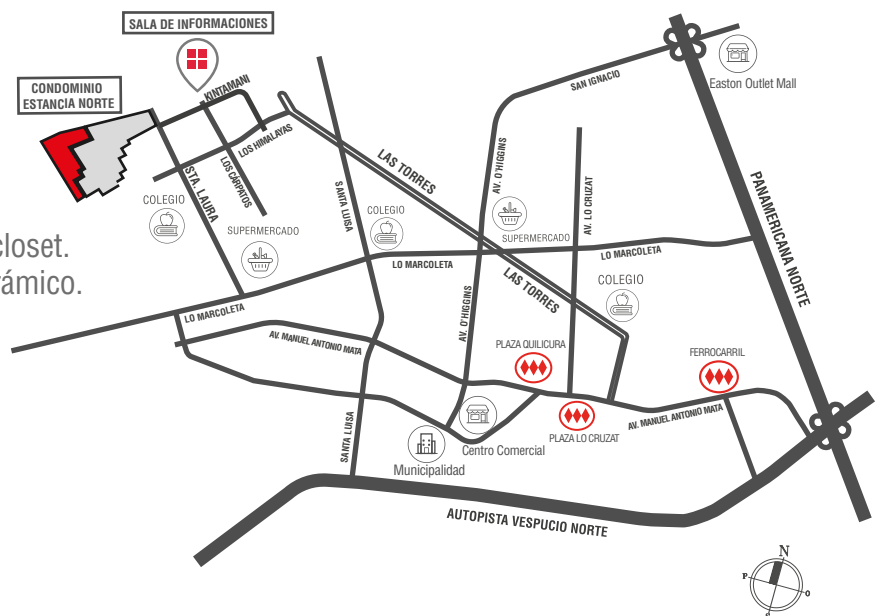 SALA DE INFORMACIONES
CONDOMINIO
ESTANCIA NORTE
KINTAMANI
SAN IGNACIO
Easton Outlet Mall
LOS HIMALAYAS
LOS CÁRPATOS
STA. LAURA
LAS TORRES
SANTA LUISA
AV. O'HIGGINS
AV. LO CRUZAT
PANAMERICANA NORTE
COLEGIO
SUPERMERCADO
COLEGIO
SUPERMERCADO
closet.
rámico.
LO MARCOLETA
LO MARCOLETA
LAS TORRES
COLEGIO
LO MARCOLETA
AV. MANUEL ANTONIO MATA
AV. O'HIGGINS
PLAZA QUILICURA
FERROCARRIL
PLAZA LO CRUZAT
AV. MANUEL ANTONIO MATA
SANTA LUISA
Centro Comercial
Municipalidad
AUTOPISTA VESPUCIO NORTE
N
P
O
S